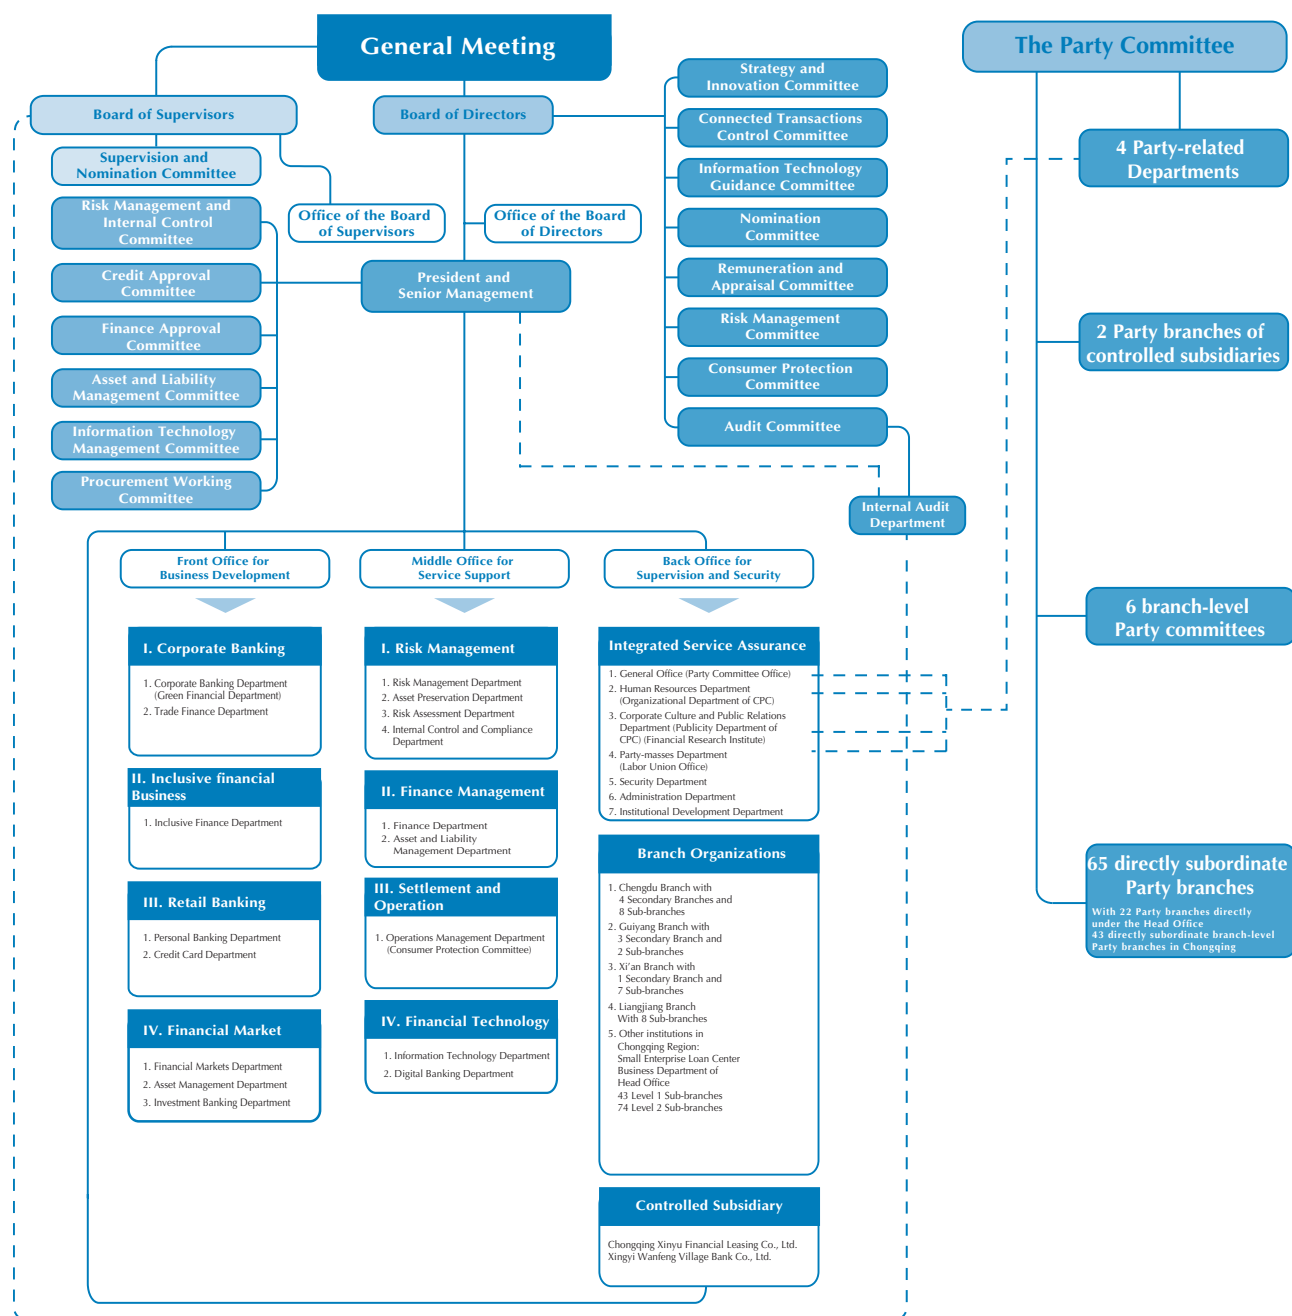 General Meeting
The Party Committee
Board of Supervisors
Board of Directors
Supervision and
Nomination Committee
Risk Management and
Internal Control
Committee
Credit Approval
Committee
Finance Approval
Committee
Asset and Liability
Management Committee
Information Technology
Management Committee
Procurement Working
Committee
Office of the Board
of Supervisors
Office of the Board
of Directors
President and
Senior Management
Strategy and
Innovation Committee
Connected Transactions
Control Committee
Information Technology
Guidance Committee
Nomination
Committee
Remuneration and
Appraisal Committee
Risk Management
Committee
Consumer Protection
Committee
Audit Committee
Internal Audit
Department
4 Party-related
Departments
2 Party branches of
controlled subsidiaries
6 branch-level
Party committees
65 directly subordinate
Party branches
With 22 Party branches directly
under the Head Office
43 directly subordinate branch-level
Party branches in Chongqing
Front Office for
Business Development
I. Corporate Banking
1. Corporate Banking Department
(Green Financial Department)
2. Trade Finance Department
II. Inclusive financial
Business
1. Inclusive Finance Department
III. Retail Banking
1. Personal Banking Department
2. Credit Card Department
IV. Financial Market
1. Financial Markets Department
2. Asset Management Department
3. Investment Banking Department
Middle Office for
Service Support
I. Risk Management
1. Risk Management Department
2. Asset Preservation Department
3. Risk Assessment Department
4. Internal Control and Compliance
Department
II. Finance Management
1. Finance Department
2. Asset and Liability
Management Department
III. Settlement and
Operation
1. Operations Management Department
(Consumer Protection Committee)
IV. Financial Technology
1. Information Technology Department
2. Digital Banking Department
Back Office for
Supervision and Security
Integrated Service Assurance
1. General Office (Party Committee Office)
2. Human Resources Department
(Organizational Department of CPC)
3. Corporate Culture and Public Relations
Department (Publicity Department of
CPC) (Financial Research Institute)
4. Party-masses Department
(Labor Union Office)
5. Security Department
6. Administration Department
7. Institutional Development Department
Branch Organizations
1. Chengdu Branch with
4 Secondary Branches and
8 Sub-branches
2. Guiyang Branch with
3 Secondary Branch and
2 Sub-branches
3. Xi’an Branch with
1 Secondary Branch and
7 Sub-branches
4. Liangjiang Branch
With 8 Sub-branches
5. Other institutions in
Chongqing Region:
Small Enterprise Loan Center
Business Department of
Head Office
43 Level 1 Sub-branches
74 Level 2 Sub-branches
Controlled Subsidiary
Chongqing Xinyu Financial Leasing Co., Ltd.
Xingyi Wanfeng Village Bank Co., Ltd.